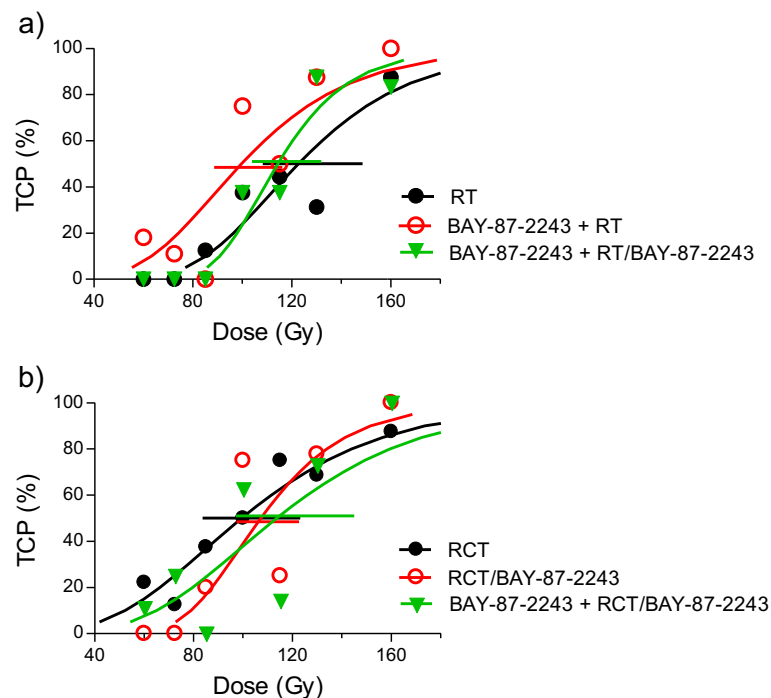 a)
100
80
60
40
20
0
TCP (%)
40
80
120
160
Dose (Gy)
RT
BAY-87-2243 + RT
BAY-87-2243 + RT/BAY-87-2243
b)
100
80
60
40
20
0
TCP (%)
40
80
120
160
Dose (Gy)
RCT
RCT/BAY-87-2243
BAY-87-2243 + RCT/BAY-87-2243